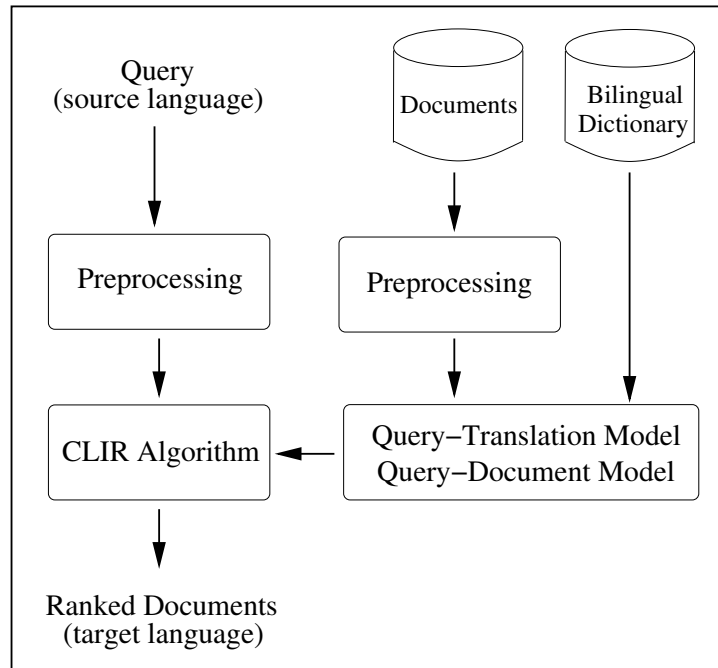 Query
(source language)
Documents
Bilingual
Dictionary
Preprocessing
Preprocessing
CLIR Algorithm
Query−Translation Model
Query−Document Model
Ranked Documents
(target language)